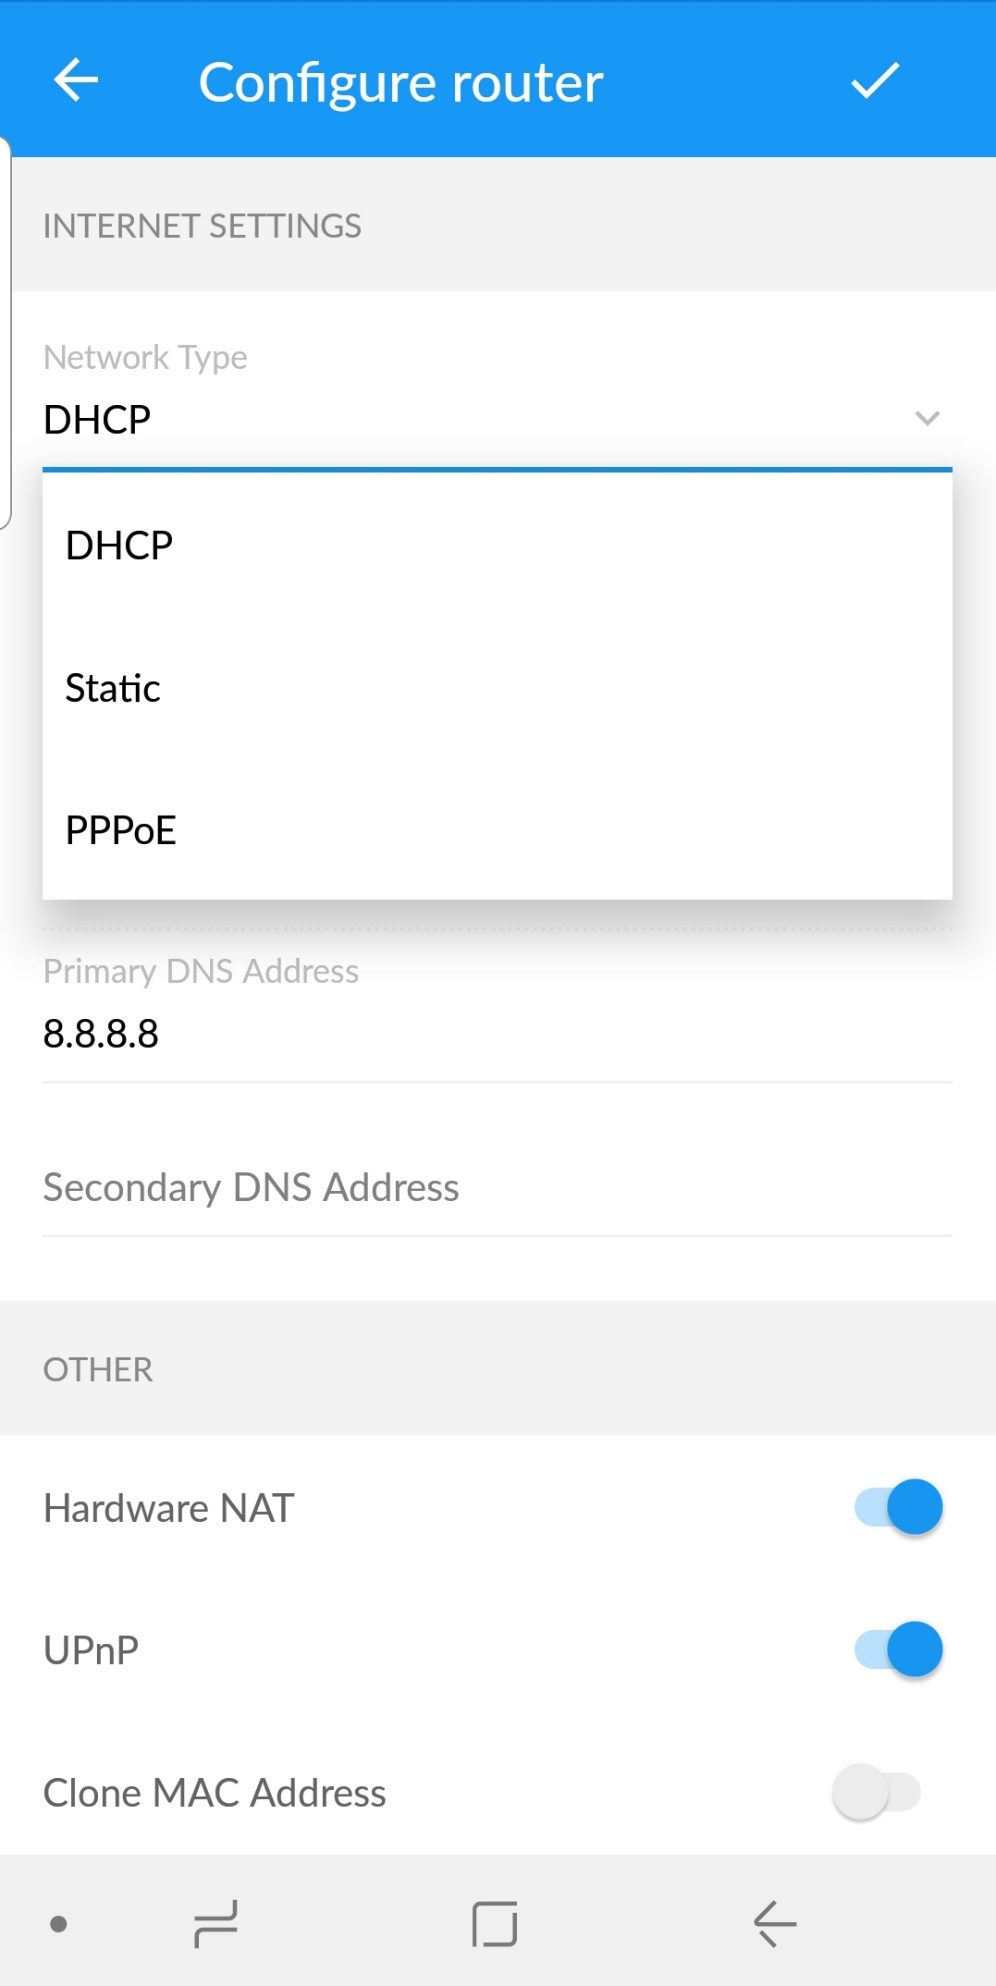 Configure router
INTERNET SETTINGS
Network Type
DHCP
DHCP
Static
PPPoE
Primary DNS Address
8.8.8.8
Secondary DNS Address
OTHER
Hardware NAT
UPnP
Clone MAC Address